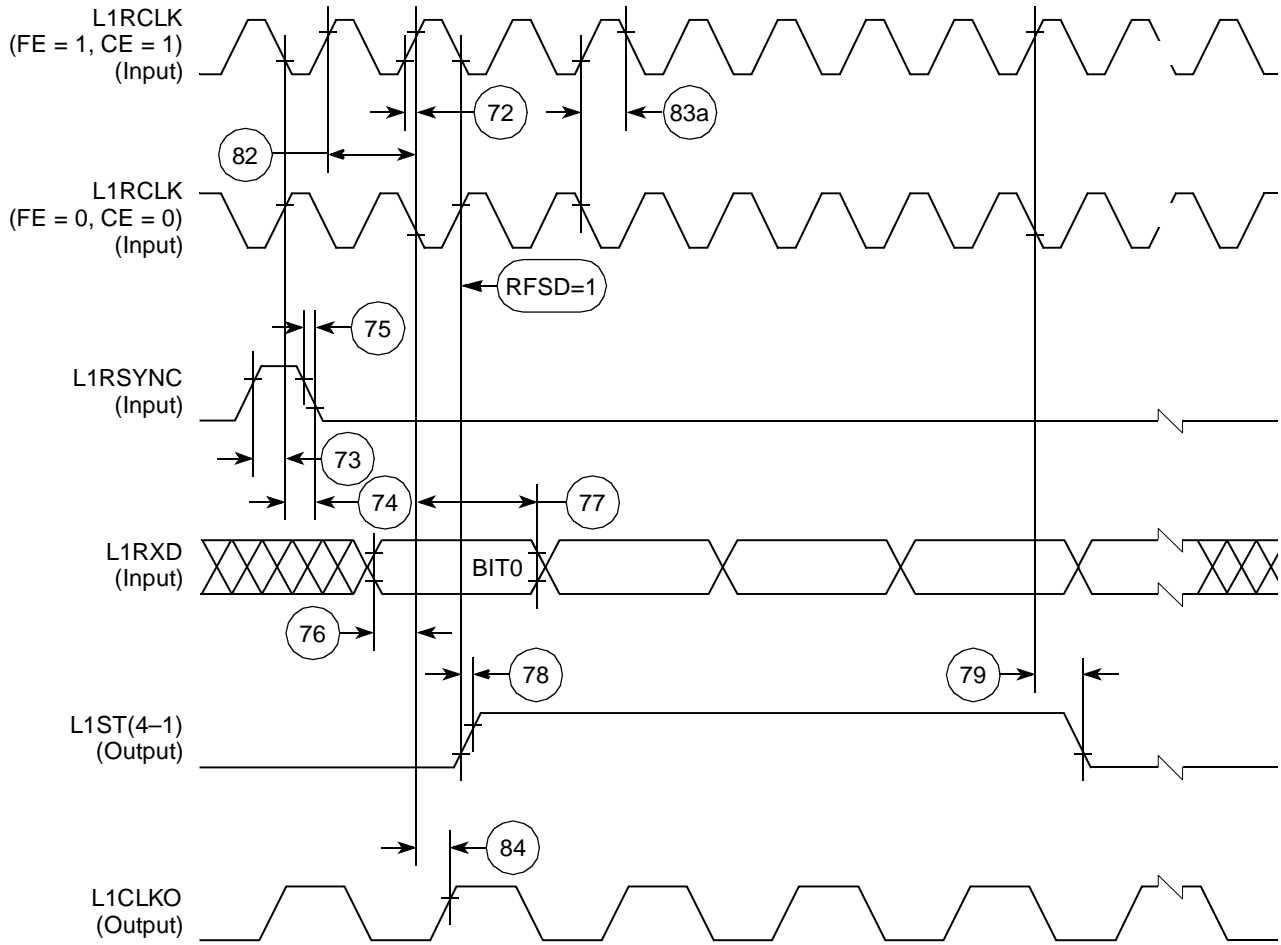 L1RCLK
(FE = 1, CE = 1)
(Input)
72
83a
82
L1RCLK
(FE = 0, CE = 0)
(Input)
RFSD=1
75
L1RSYNC
(Input)
73
74
77
L1RXD
(Input)
BIT0
76
78
79
L1ST(4–1)
(Output)
84
L1CLKO
(Output)